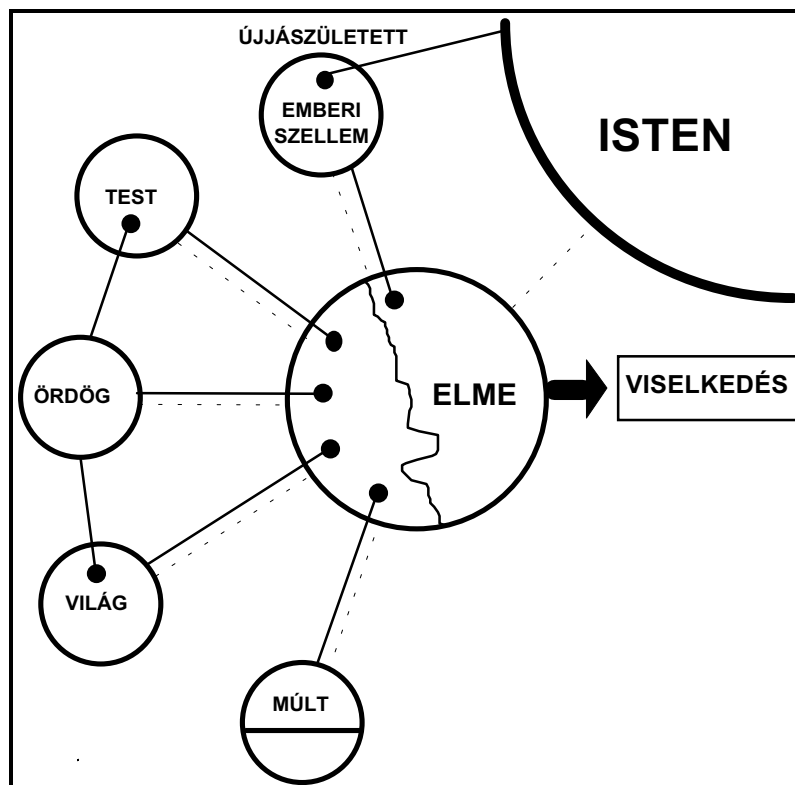 ÚJJÁSZÜLETETT
EMBERI
SZELLEM
ISTEN
TEST
ÖRDÖG
ELME
VISELKEDÉS
VILÁG
MÚLT